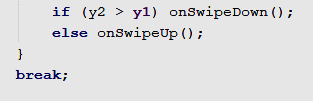 if (y2 > y1) onSwipeDown();
else onSwipeUp();
}
break;